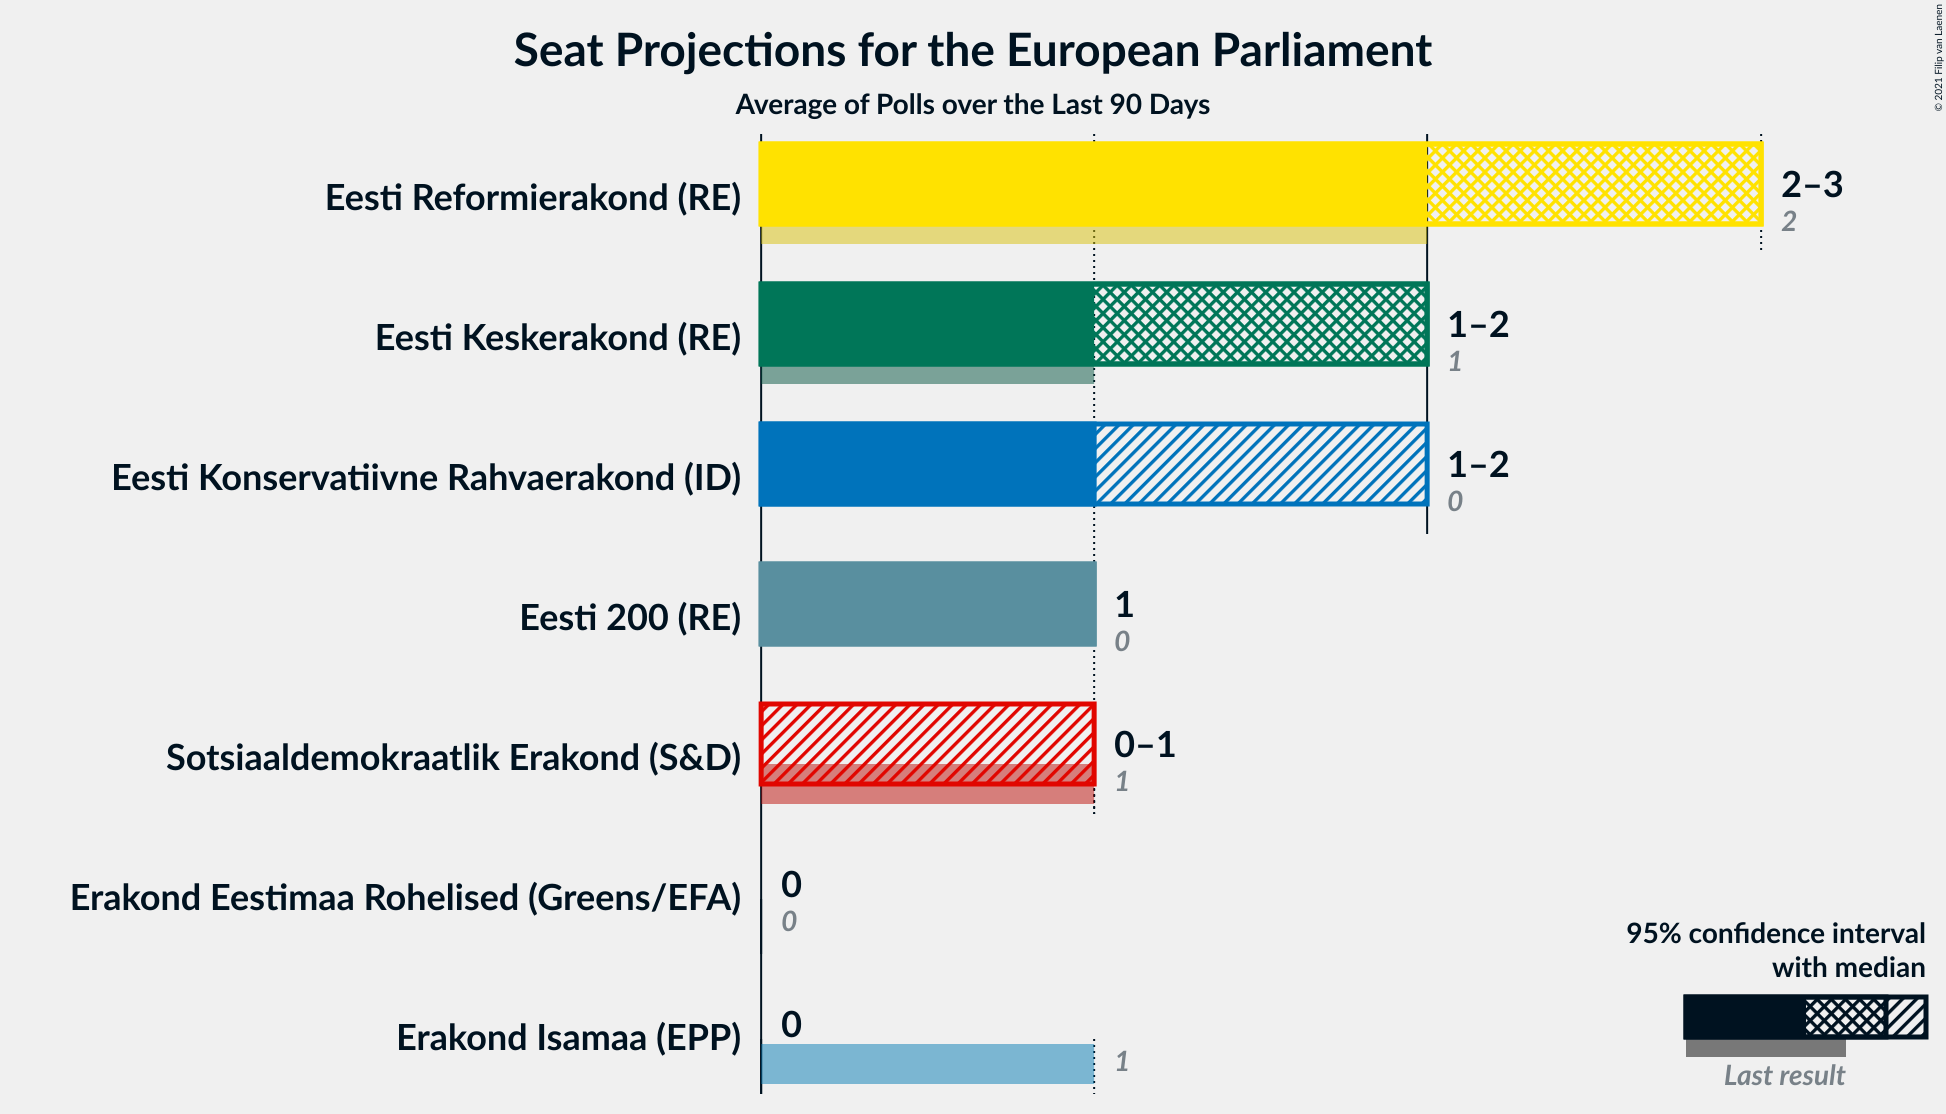 Seat Projections for the European Parliament
Average of Polls over the Last 90 Days
© 2021 Filip van Laenen
Eesti Reformierakond (RE)
2–3
2
Eesti Keskerakond (RE)
1–2
1
Eesti Konservatiivne Rahvaerakond (ID)
1–2
0
Eesti 200 (RE)
1
0
Sotsiaaldemokraatlik Erakond (S&D)
0–1
1
Erakond Eestimaa Rohelised (Greens/EFA)
0
0
Erakond Isamaa (EPP)
0
1
95% confidence interval
with median
Last result